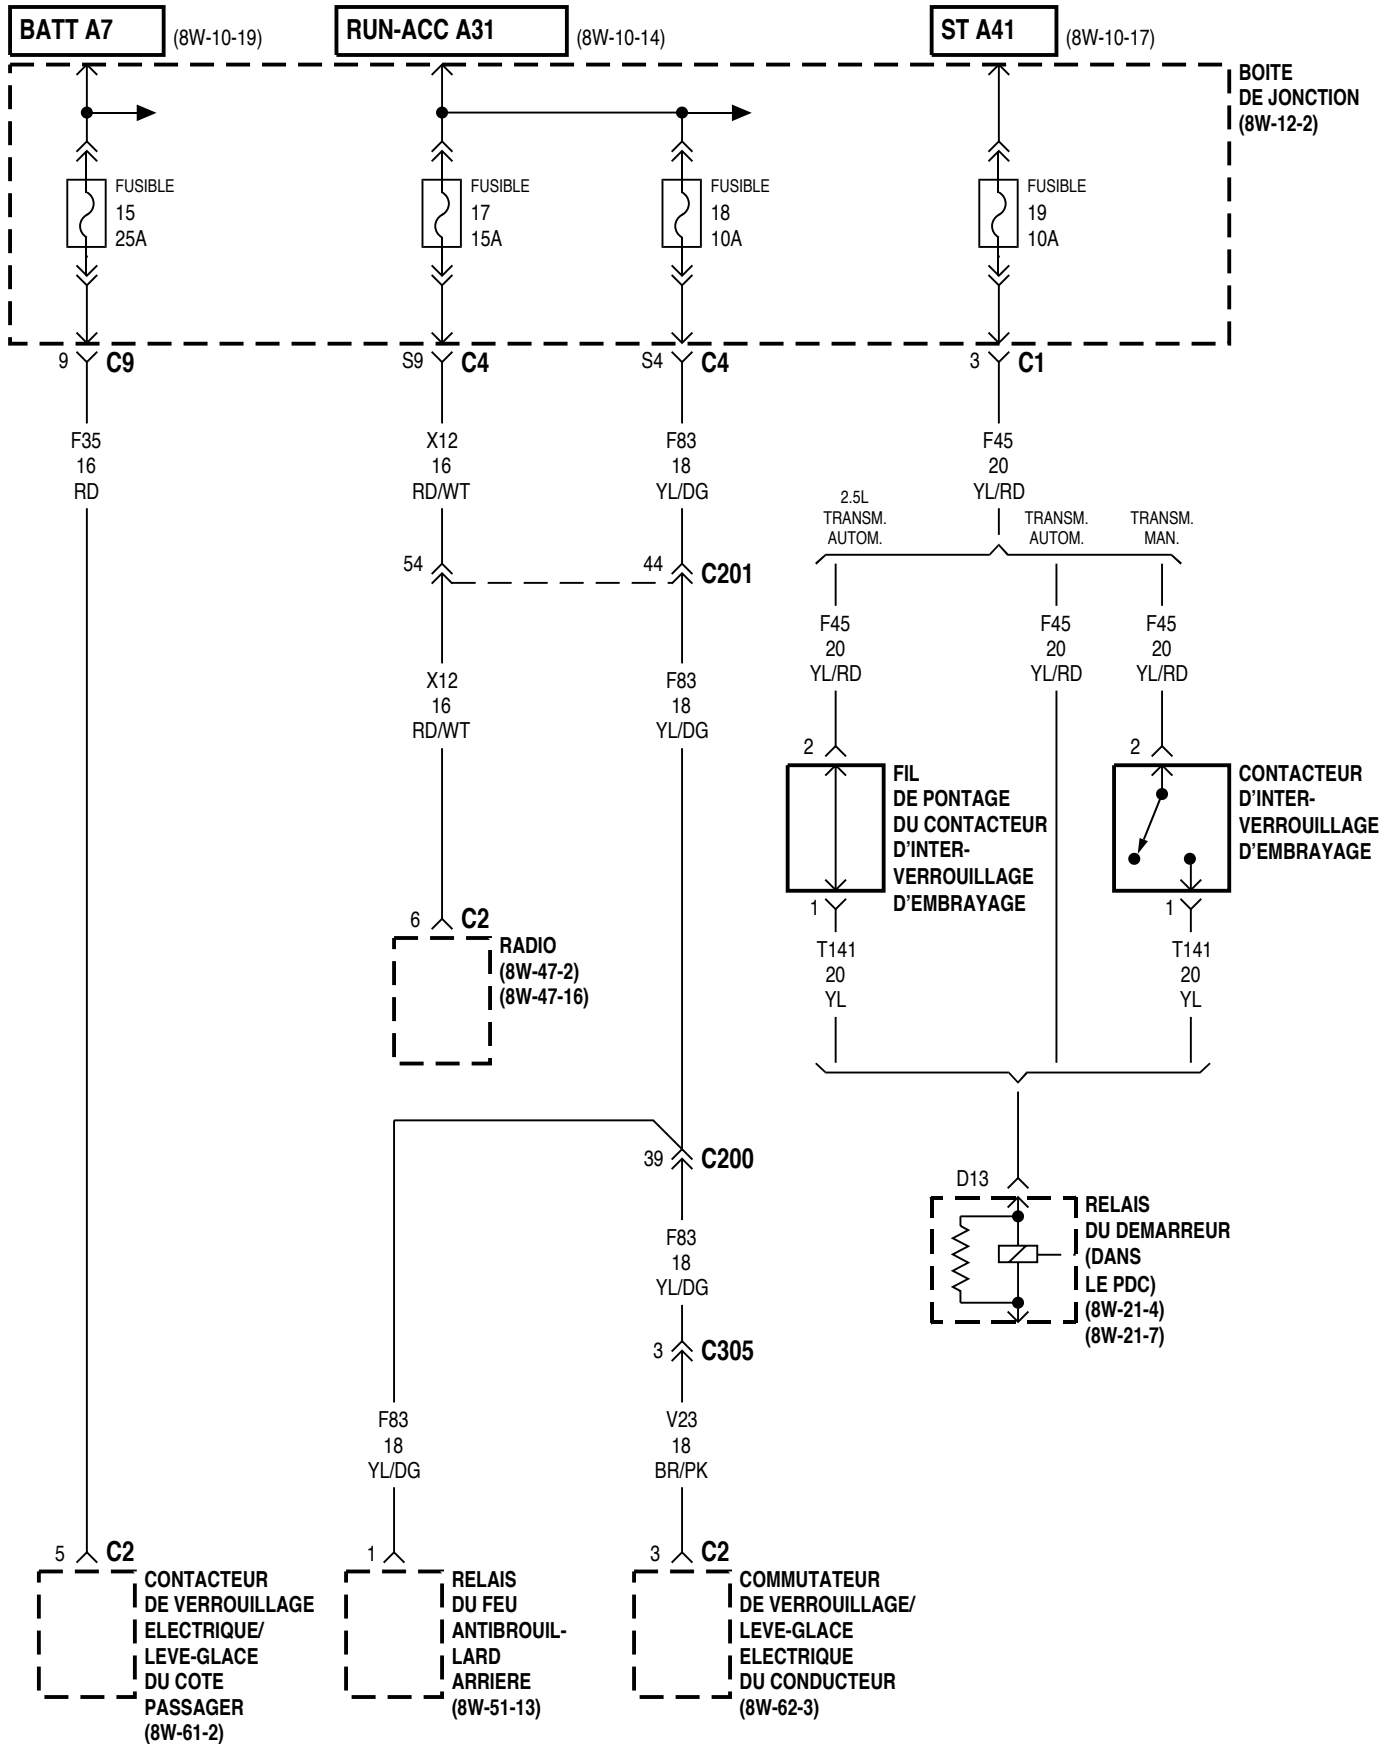 BATT A7
(8W-10-19)
RUN-ACC A31
(8W-10-14)
ST A41
(8W-10-17)
BOITE
DE JONCTION
(8W-12-2)
FUSIBLE
15
25A
FUSIBLE
17
15A
FUSIBLE
18
10A
FUSIBLE
19
10A
9
C9
S9
C4
S4
C4
3
C1
F35
16
RD
X12
16
RD/WT
F83
18
YL/DG
F45
20
YL/RD
2.5L
TRANSM.
AUTOM.
TRANSM.
AUTOM.
TRANSM.
MAN.
54
44
C201
X12
16
RD/WT
F83
18
YL/DG
F45
20
YL/RD
F45
20
YL/RD
F45
20
YL/RD
2
FIL
DE PONTAGE
DU CONTACTEUR
D'INTER-
VERROUILLAGE
D'EMBRAYAGE
2
CONTACTEUR
D'INTER-
VERROUILLAGE
D'EMBRAYAGE
1
T141
20
YL
1
T141
20
YL
6
C2
RADIO
(8W-47-2)
(8W-47-16)
39
C200
D13
RELAIS
DU DEMARREUR
(DANS
LE PDC)
(8W-21-4)
(8W-21-7)
F83
18
YL/DG
3
C305
F83
18
YL/DG
V23
18
BR/PK
5
C2
CONTACTEUR
DE VERROUILLAGE
ELECTRIQUE/
LEVE-GLACE
DU COTE
PASSAGER
(8W-61-2)
1
RELAIS
DU FEU
ANTIBROUIL-
LARD
ARRIERE
(8W-51-13)
3
C2
COMMUTATEUR
DE VERROUILLAGE/
LEVE-GLACE
ELECTRIQUE
DU CONDUCTEUR
(8W-62-3)